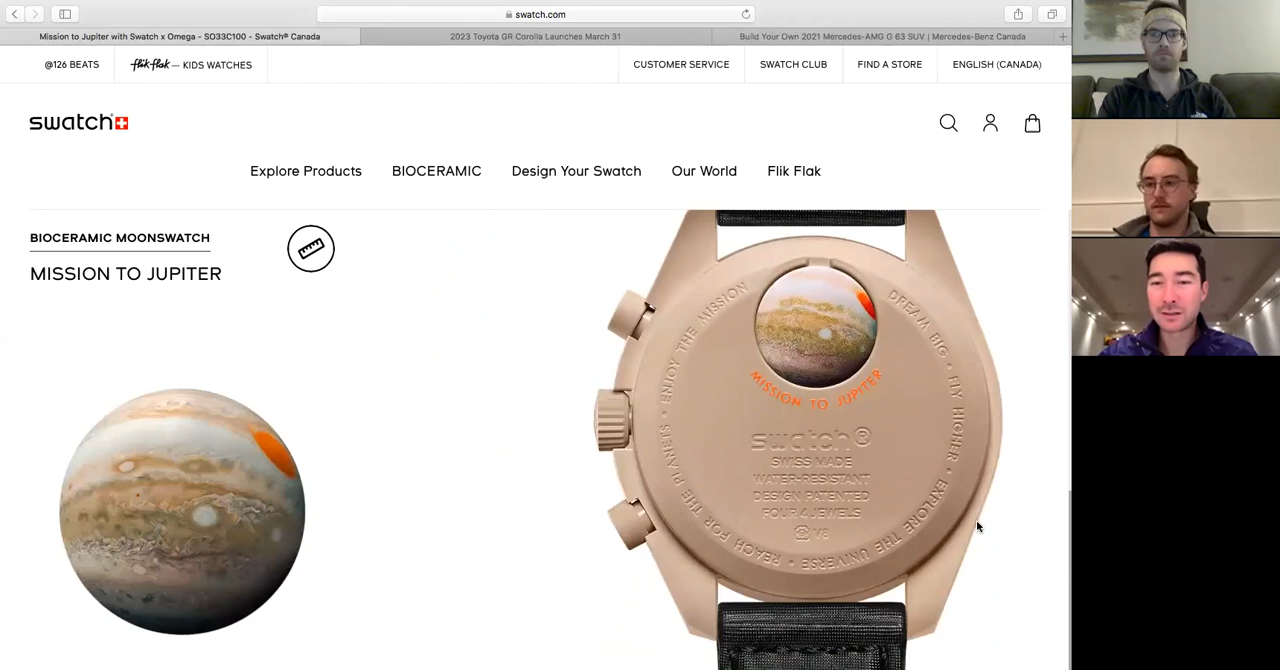 swatch.com
Mission to Jupiter with Swatch x Omega - SO33C100 - Swatch® Canada
2023 Toyota GR Corolla Launches March 31
Build Your Own 2021 Mercedes-AMG G 63 SUV | Mercedes-Benz Canada
@126 BEATS
flik flak — KIDS WATCHES
CUSTOMER SERVICE
SWATCH CLUB
FIND A STORE
ENGLISH (CANADA)
swatch
Explore Products
BIOCERAMIC
Design Your Swatch
Our World
Flik Flak
BIOCERAMIC MOONSWATCH
MISSION TO JUPITER
DREAM BIG • FLY HIGHER • EXPLORE THE UNIVERSE • REACH FOR THE PLANETS • ENJOY THE MISSION
MISSION TO JUPITER
swatch®
SWISS MADE
WATER-RESISTANT
DESIGN PATENTED
FOUR 4 JEWELS
V8